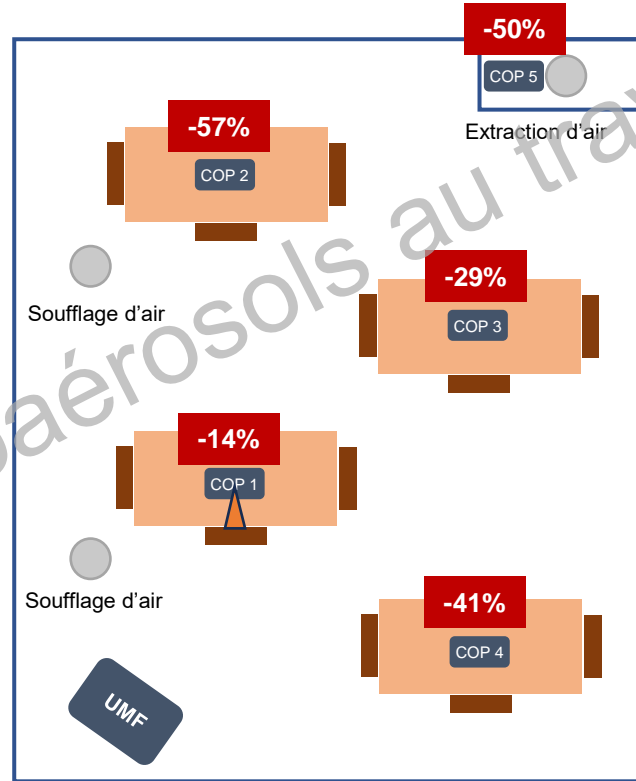 -50%
COP 5
Extraction d'air
-57%
COP 2
Soufflage d'air
-29%
COP 3
-14%
COP 1
Soufflage d'air
-41%
COP 4
UMF
aérosols au tra